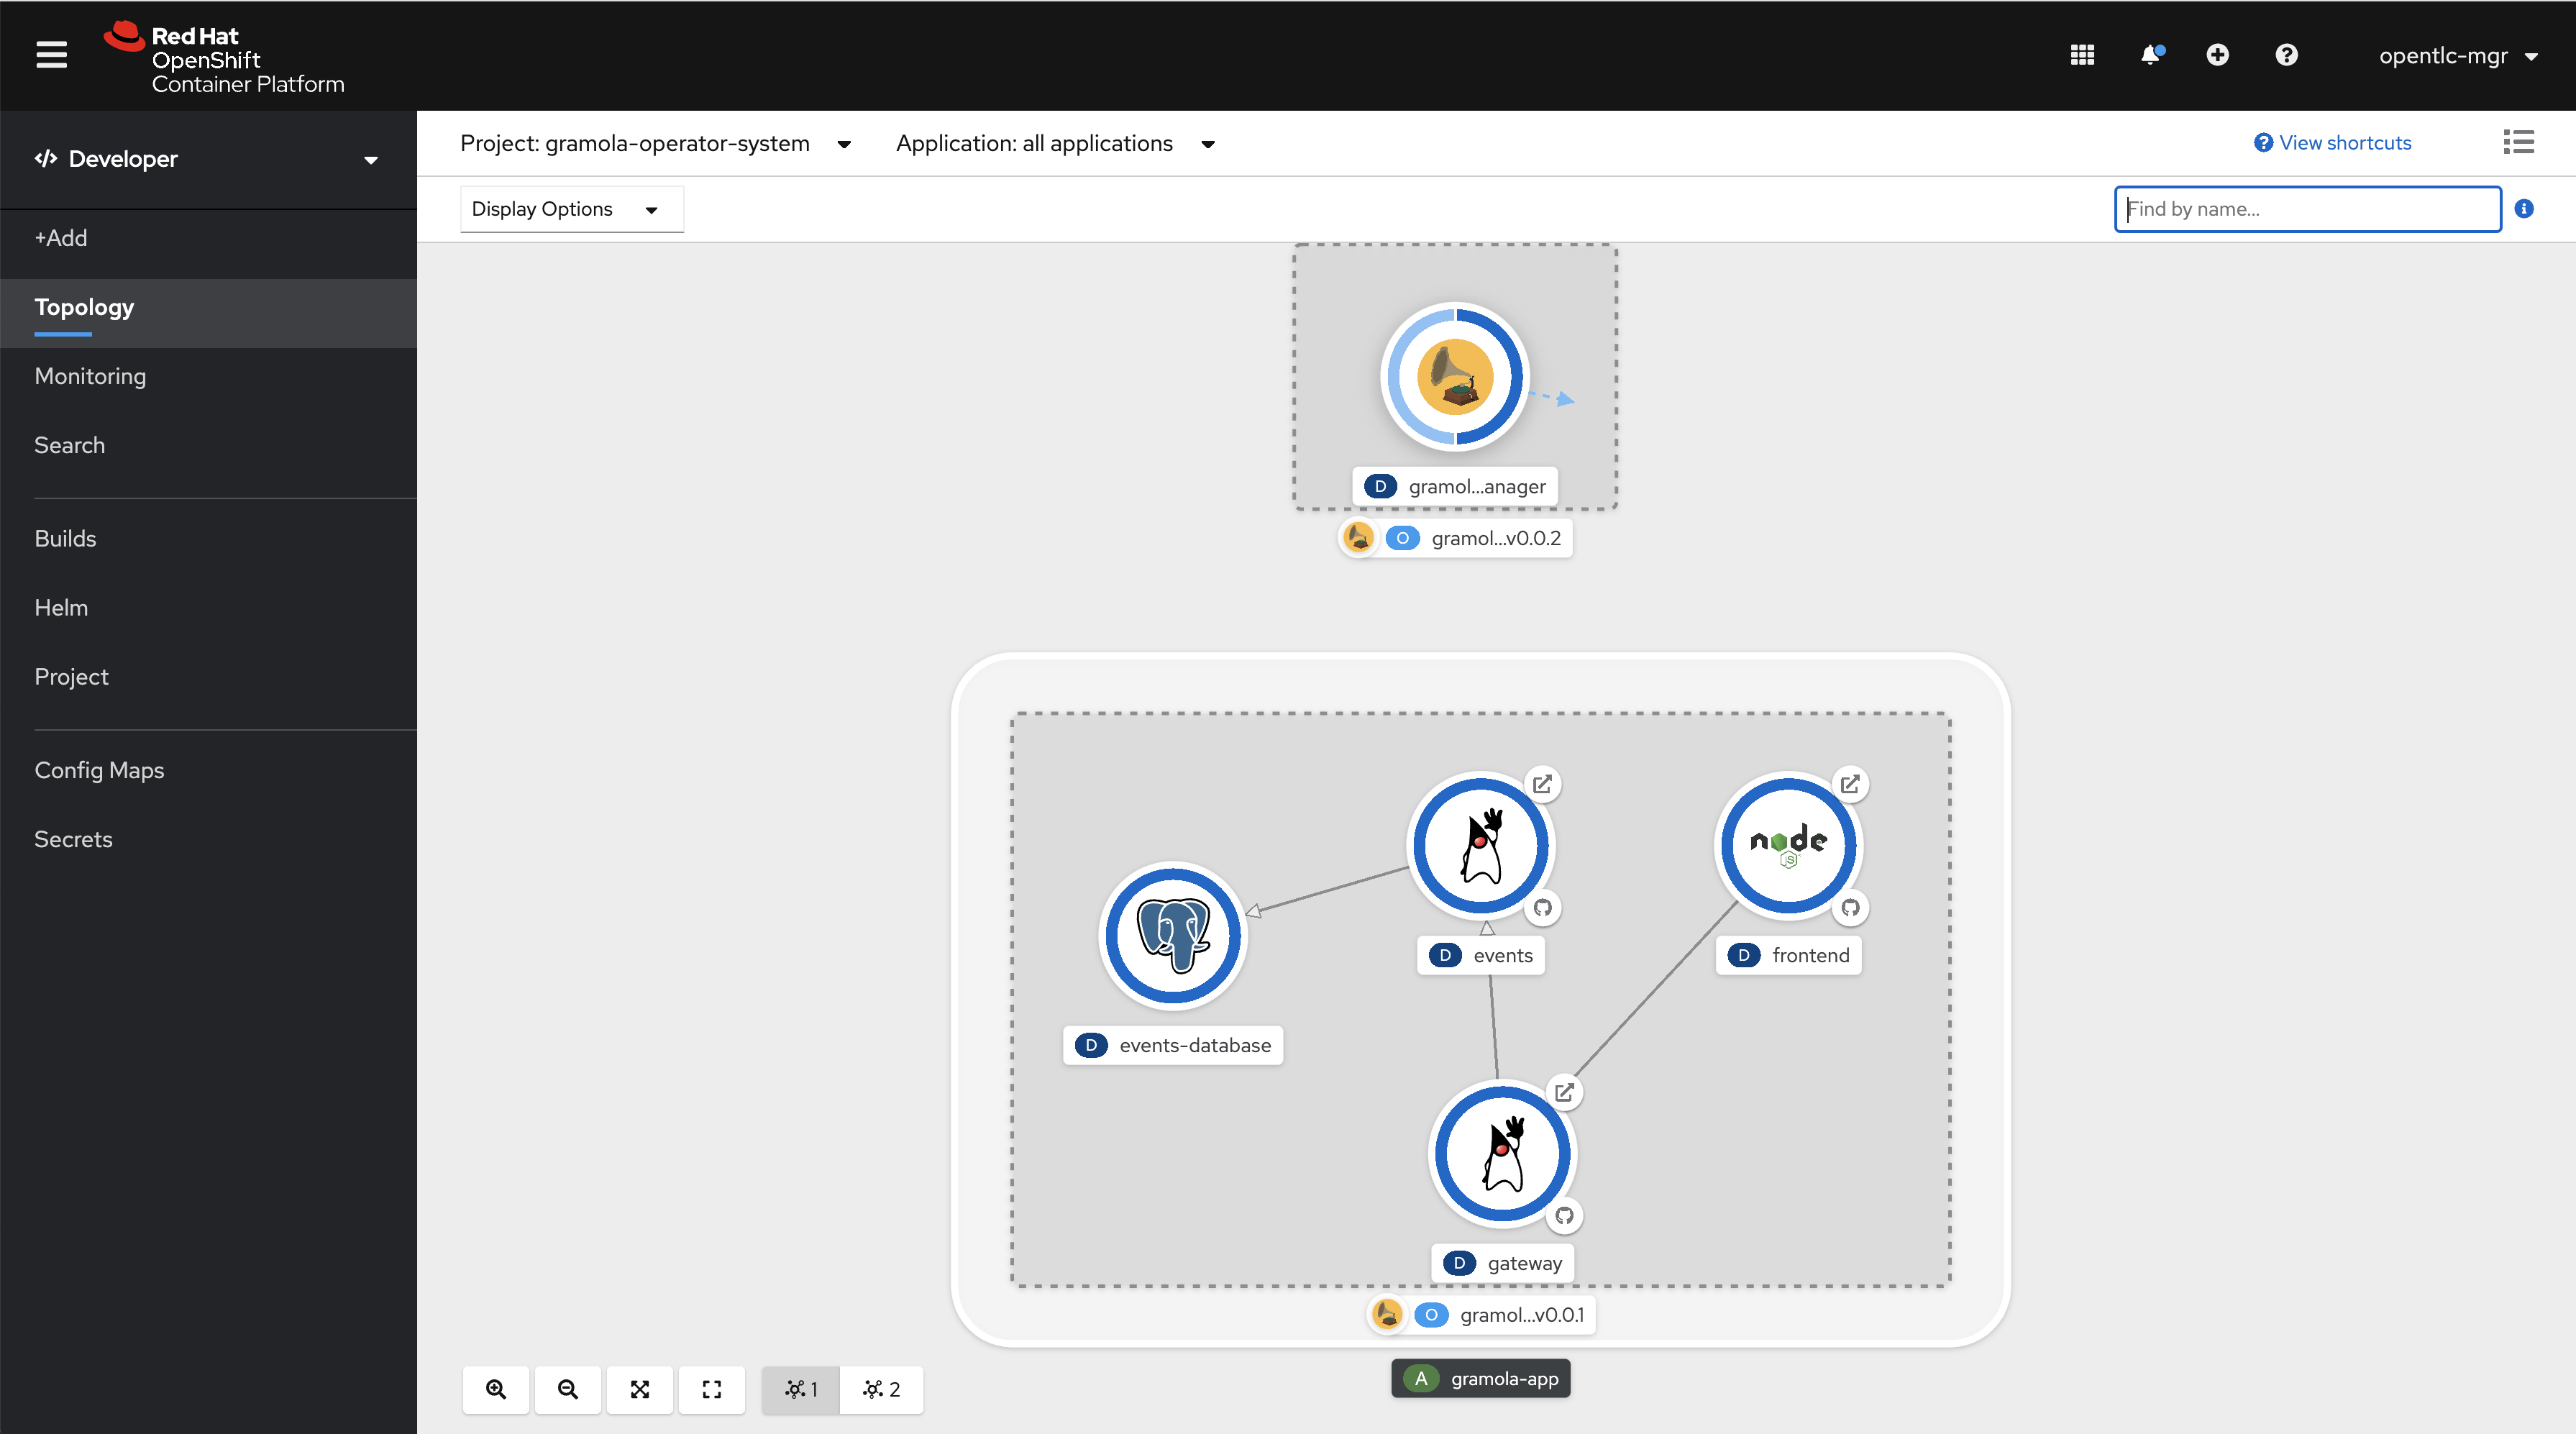 Red Hat
OpenShift
Container Platform
opentlc-mgr
Developer
+Add
Topology
Monitoring
Search
Builds
Helm
Project
Config Maps
Secrets
Project: gramola-operator-system
Application: all applications
View shortcuts
Display Options
Find by name...
D gramol...anager
O gramol...v0.0.2
node
JS
D events
D frontend
D events-database
D gateway
O gramol...v0.0.1
A gramola-app
1
2